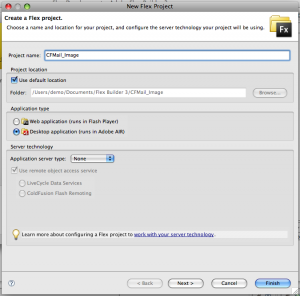 New Flex Project
Create a Flex project.
Choose a name and location for your project, and configure the server technology your project will be using.
Fx
Project name: CFMail_Image
Project location
Use default location
Folder: /Users/demo/Documents/Flex Builder 3/CFMail_Image Browse...
Application type
Web application (runs in Flash Player)
Desktop application (runs in Adobe AIR)
Server technology
Application server type: None
Use remote object access service
LiveCycle Data Services
ColdFusion Flash Remoting
Learn more about configuring a Flex project to work with your server technology.
? < Back Next > Cancel Finish